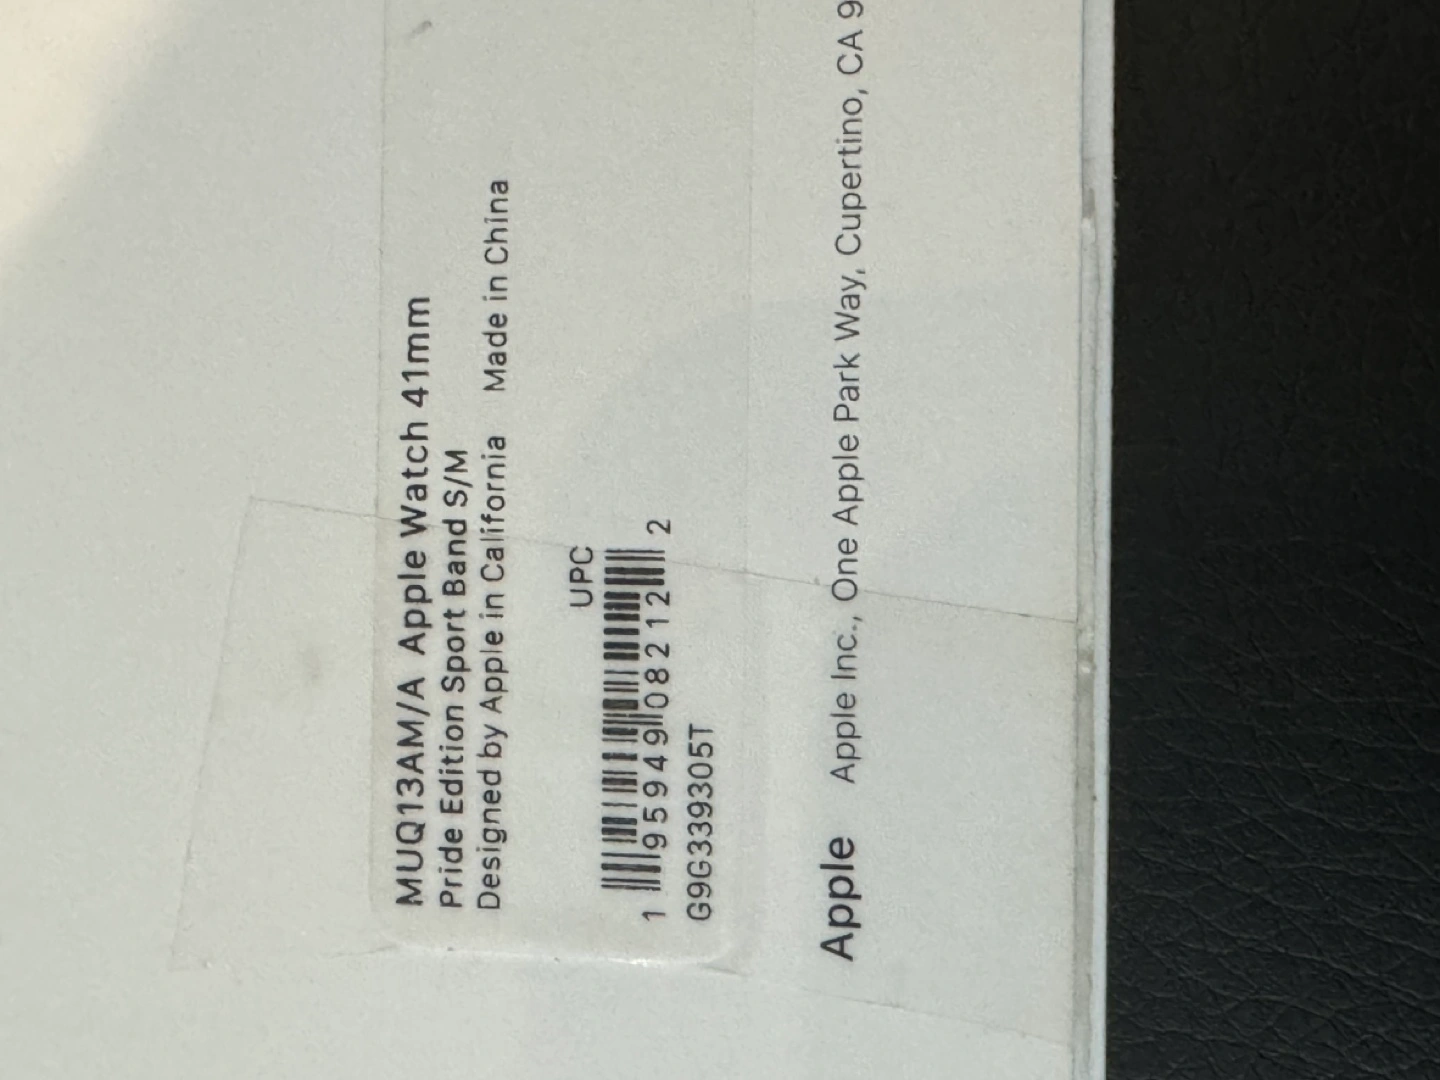 MUQ13AM/A Apple Watch 41mm
Pride Edition Sport Band S/M
Designed by Apple in California Made in China
UPC
1 95949 08212 2
G9G339305T
Apple Apple Inc., One Apple Park Way, Cupertino, CA 9